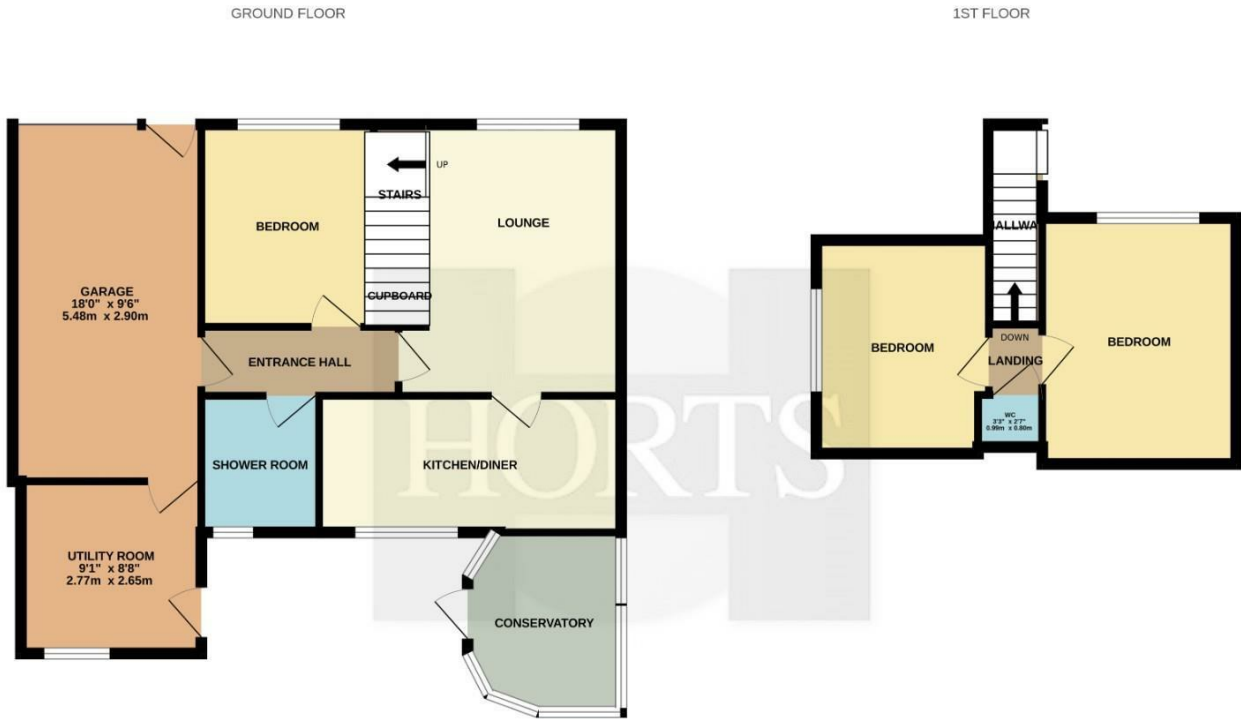 GROUND FLOOR
1ST FLOOR
UP
STAIRS
BEDROOM
LOUNGE
GARAGE
18'0" x 9'6"
5.48m x 2.90m
CUPBOARD
ENTRANCE HALL
SHOWER ROOM
KITCHEN/DINER
UTILITY ROOM
9'1" x 8'8"
2.77m x 2.65m
CONSERVATORY
HORTS
HALLWA
DOWN
LANDING
BEDROOM
BEDROOM
WC
3'3" x 2'7"
0.99m x 0.80m